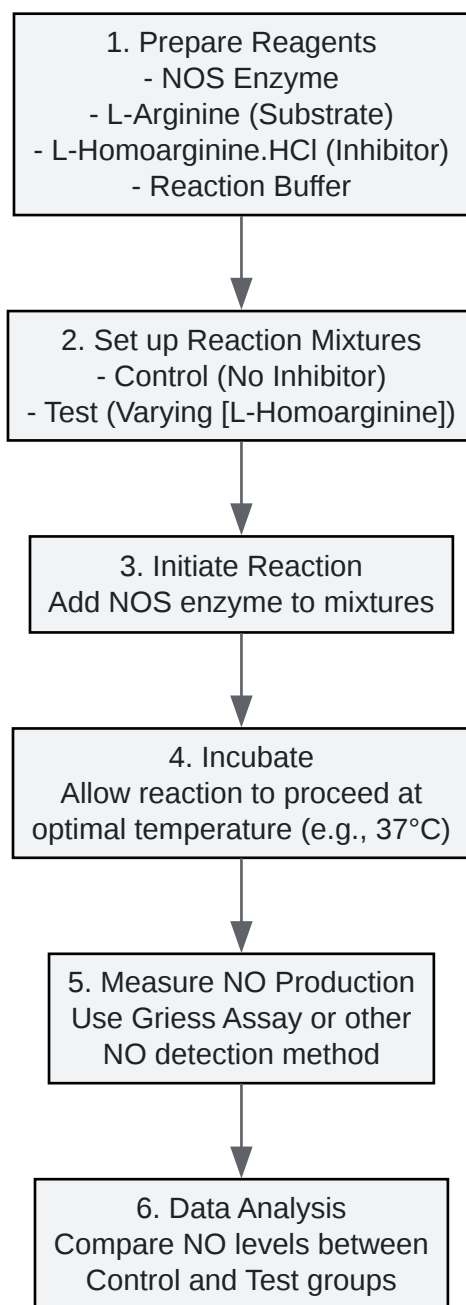 1. Prepare Reagents
- NOS Enzyme
- L-Arginine (Substrate)
- L-Homoarginine.HCl (Inhibitor)
- Reaction Buffer
2. Set up Reaction Mixtures
- Control (No Inhibitor)
- Test (Varying [L-Homoarginine])
3. Initiate Reaction
Add NOS enzyme to mixtures
4. Incubate
Allow reaction to proceed at
optimal temperature (e.g., 37°C)
5. Measure NO Production
Use Griess Assay or other
NO detection method
6. Data Analysis
Compare NO levels between
Control and Test groups